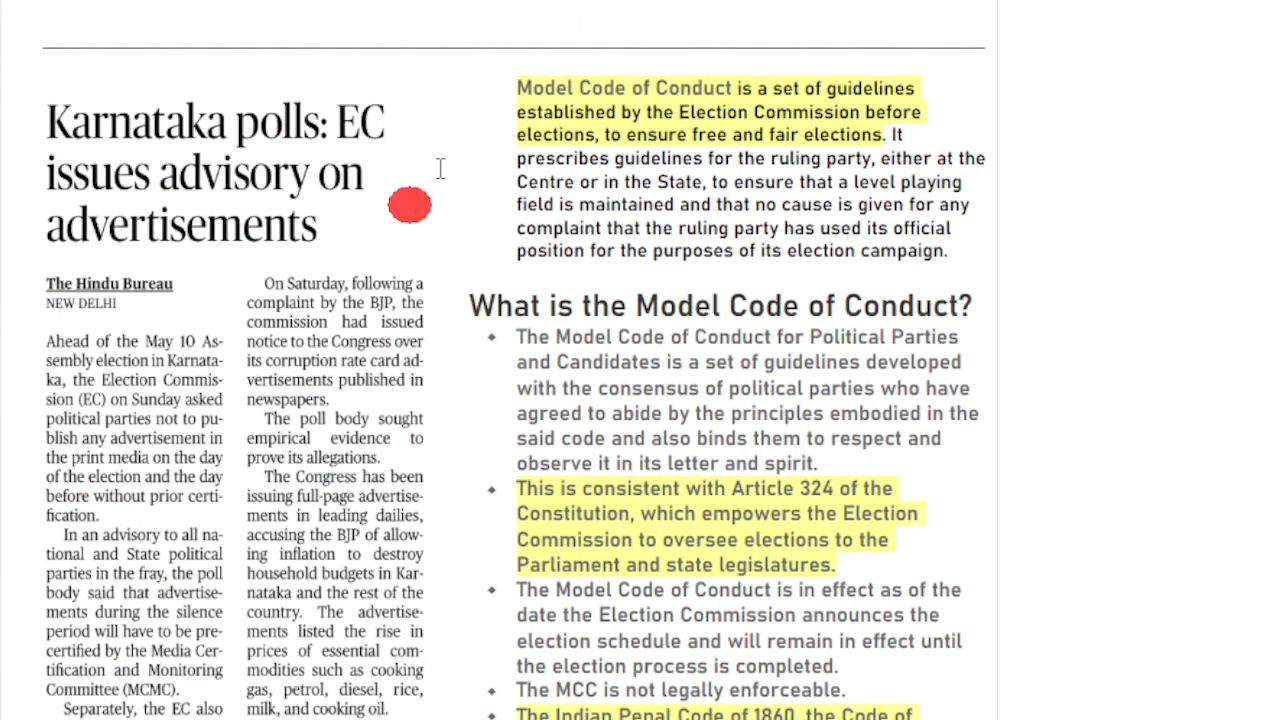 Karnataka polls: EC
issues advisory on
advertisements
The Hindu Bureau
NEW DELHI
Ahead of the May 10 As-
sembly election in Karnata-
ka, the Election Commis-
sion (EC) on Sunday asked
political parties not to pu-
blish any advertisement in
the print media on the day
of the election and the day
before without prior certi-
fication.
In an advisory to all na-
tional and State political
parties in the fray, the poll
body said that advertise-
ments during the silence
period will have to be pre-
certified by the Media Cer-
tification and Monitoring
Committee (MCMC).
Separately, the EC also
On Saturday, following a
complaint by the BJP, the
commission had issued
notice to the Congress over
its corruption rate card ad-
vertisements published in
newspapers.
The poll body sought
empirical evidence to
prove its allegations.
The Congress has been
issuing full-page advertise-
ments in leading dailies,
accusing the BJP of allow-
ing inflation to destroy
household budgets in Kar-
nataka and the rest of the
country. The advertise-
ments listed the rise in
prices of essential com-
modities such as cooking
gas, petrol, diesel, rice,
milk, and cooking oil.
Model Code of Conduct is a set of guidelines
established by the Election Commission before
elections, to ensure free and fair elections. It
prescribes guidelines for the ruling party, either at the
Centre or in the State, to ensure that a level playing
field is maintained and that no cause is given for any
complaint that the ruling party has used its official
position for the purposes of its election campaign.
What is the Model Code of Conduct?
The Model Code of Conduct for Political Parties
and Candidates is a set of guidelines developed
with the consensus of political parties who have
agreed to abide by the principles embodied in the
said code and also binds them to respect and
observe it in its letter and spirit.
This is consistent with Article 324 of the
Constitution, which empowers the Election
Commission to oversee elections to the
Parliament and state legislatures.
The Model Code of Conduct is in effect as of the
date the Election Commission announces the
election schedule and will remain in effect until
the election process is completed.
The MCC is not legally enforceable.
The Indian Penal Code of 1860, the Code of